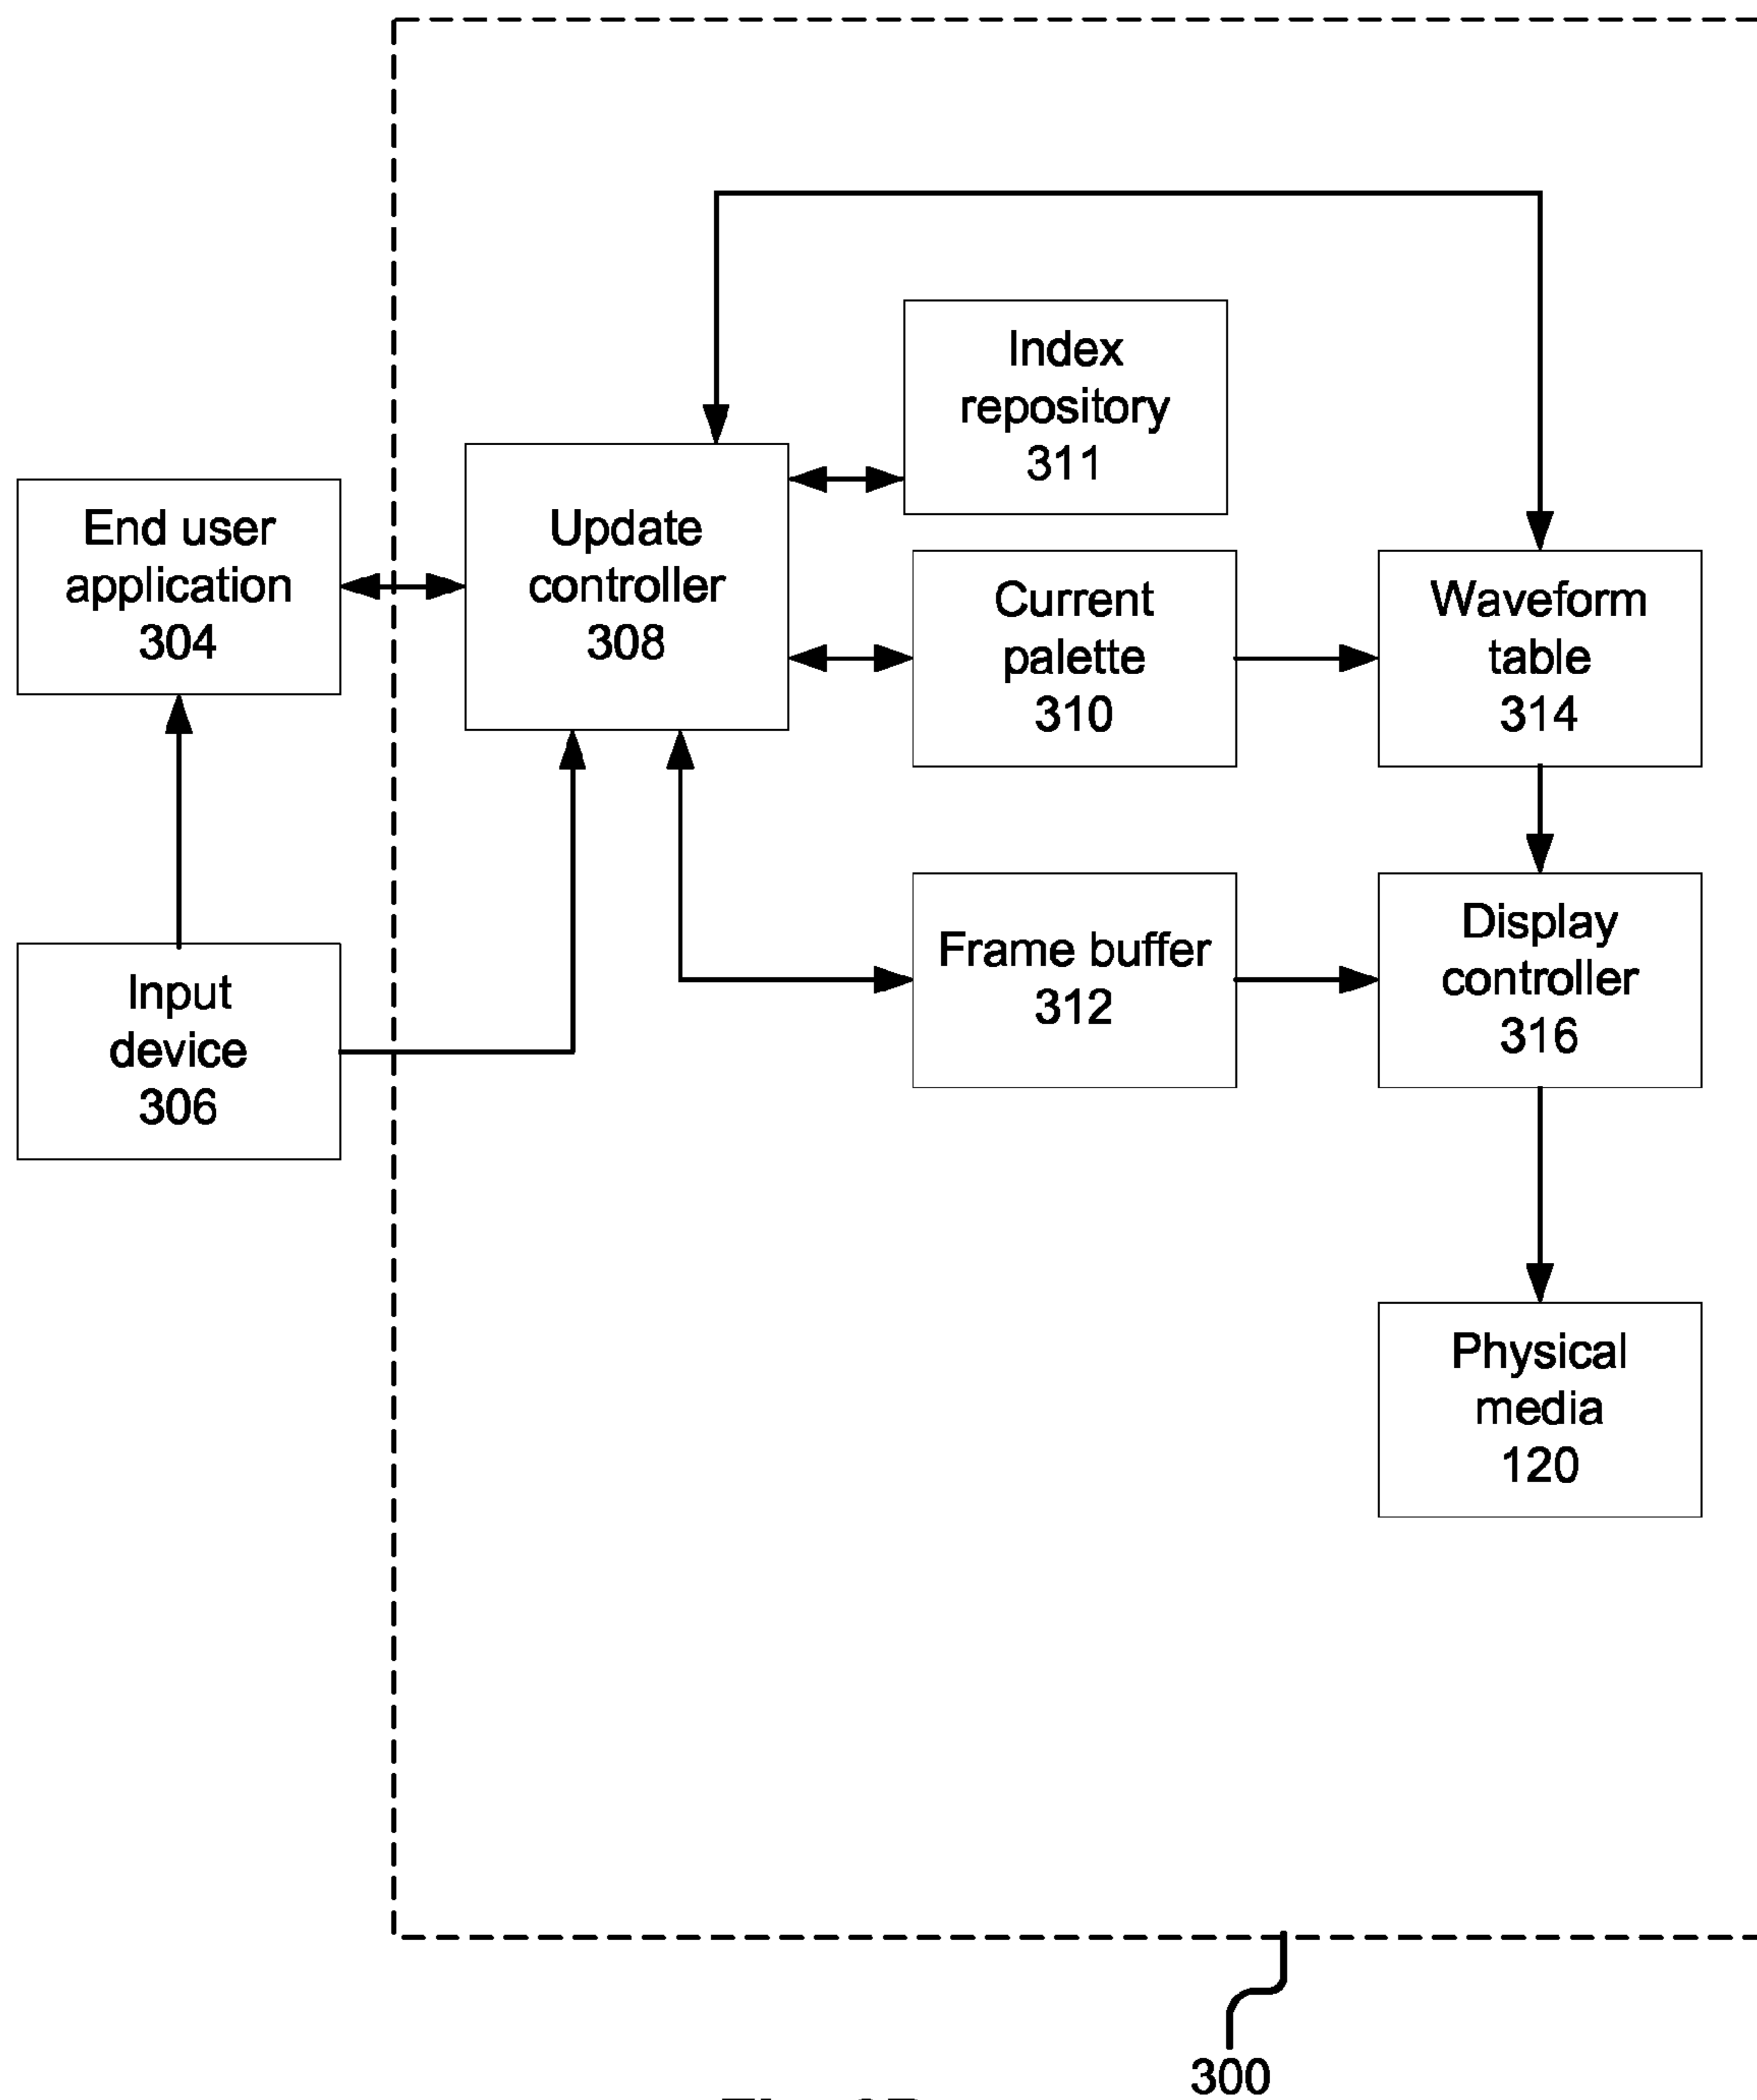 Index
repository
311
End user
application
304
Update
controller
308
Current
palette
310
Waveform
table
314
Input
device
306
Frame buffer
312
Display
controller
316
Physical
media
120
300